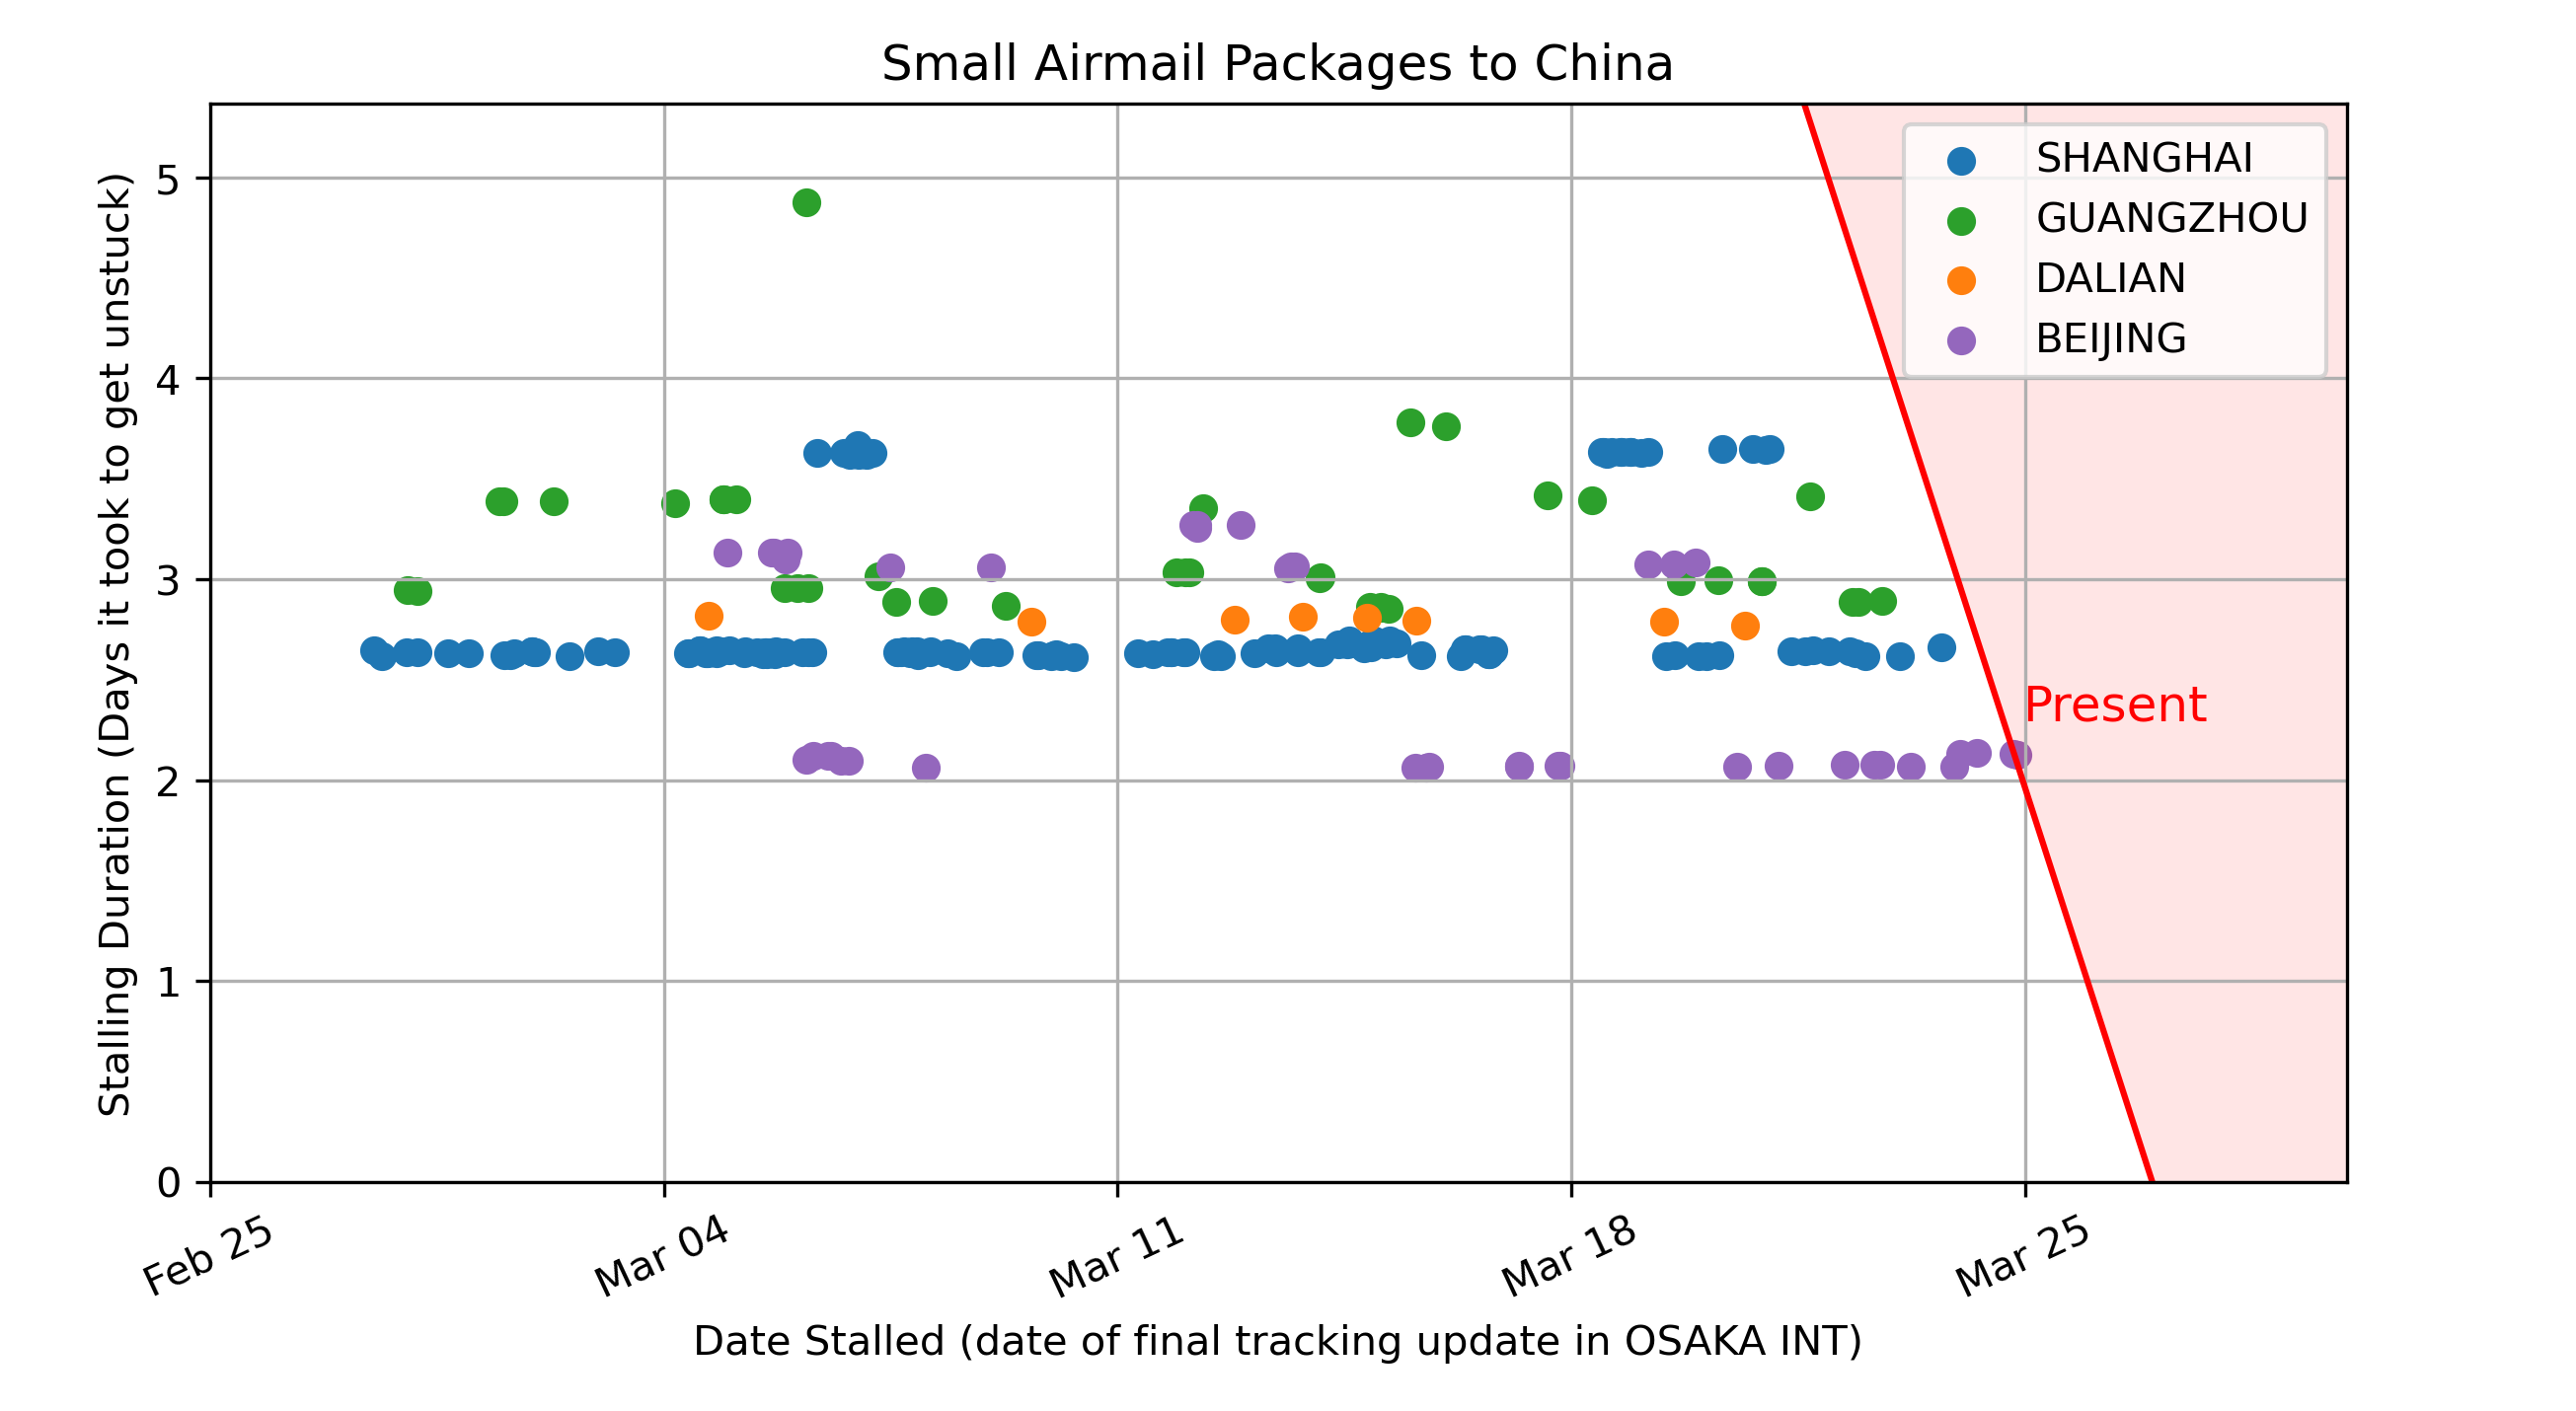 Small Airmail Packages to China
Stalling Duration (Days it took to get unstuck)
5
4
3
2
1
0
SHANGHAI
GUANGZHOU
DALIAN
BEIJING
Present
Feb 25
Mar 04
Mar 11
Mar 18
Mar 25
Date Stalled (date of final tracking update in OSAKA INT)